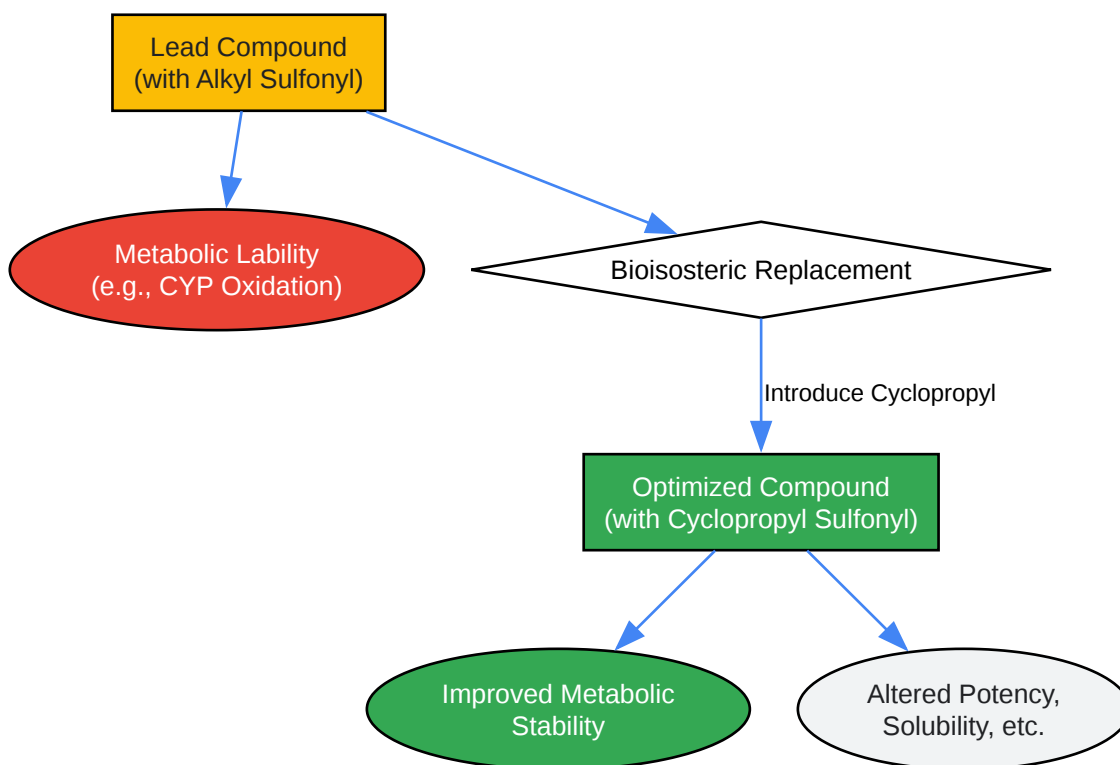 Lead Compound
(with Alkyl Sulfonyl)
Metabolic Lability
(e.g., CYP Oxidation)
Bioisosteric Replacement
Introduce Cyclopropyl
Optimized Compound
(with Cyclopropyl Sulfonyl)
Improved Metabolic
Stability
Altered Potency,
Solubility, etc.